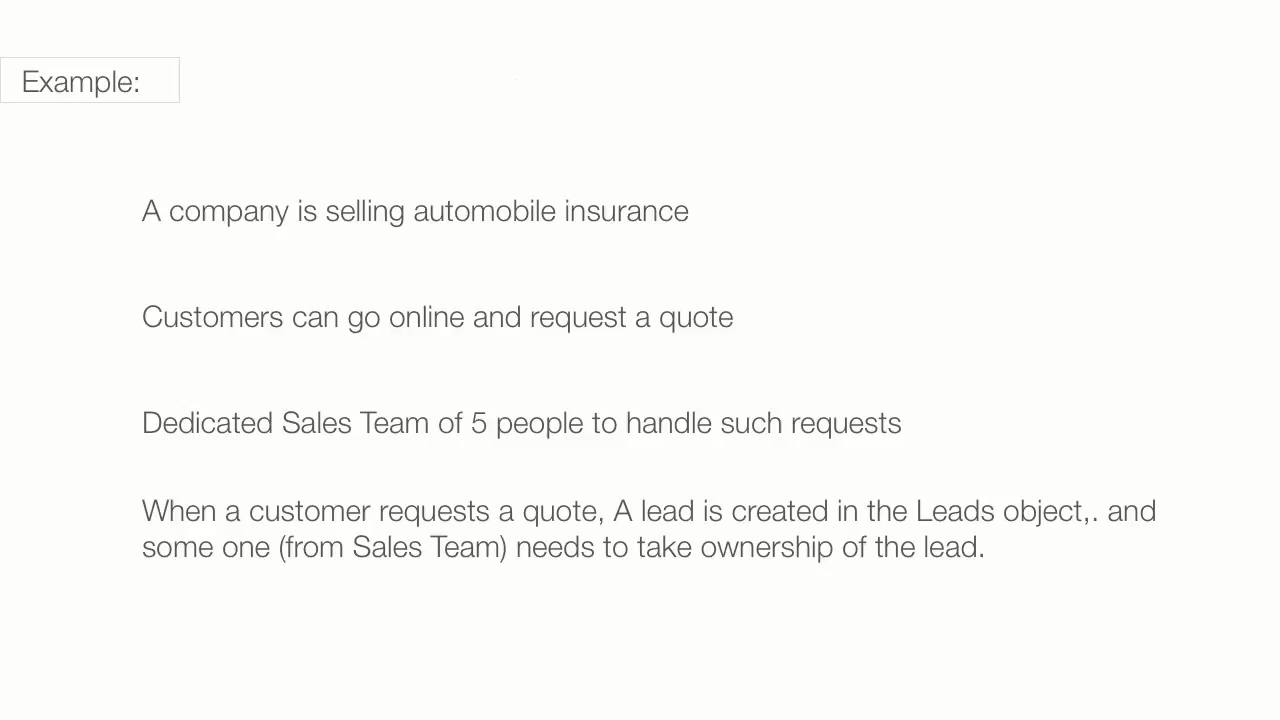 Example:
A company is selling automobile insurance
Customers can go online and request a quote
Dedicated Sales Team of 5 people to handle such requests
When a customer requests a quote, A lead is created in the Leads object,. and
some one (from Sales Team) needs to take ownership of the lead.